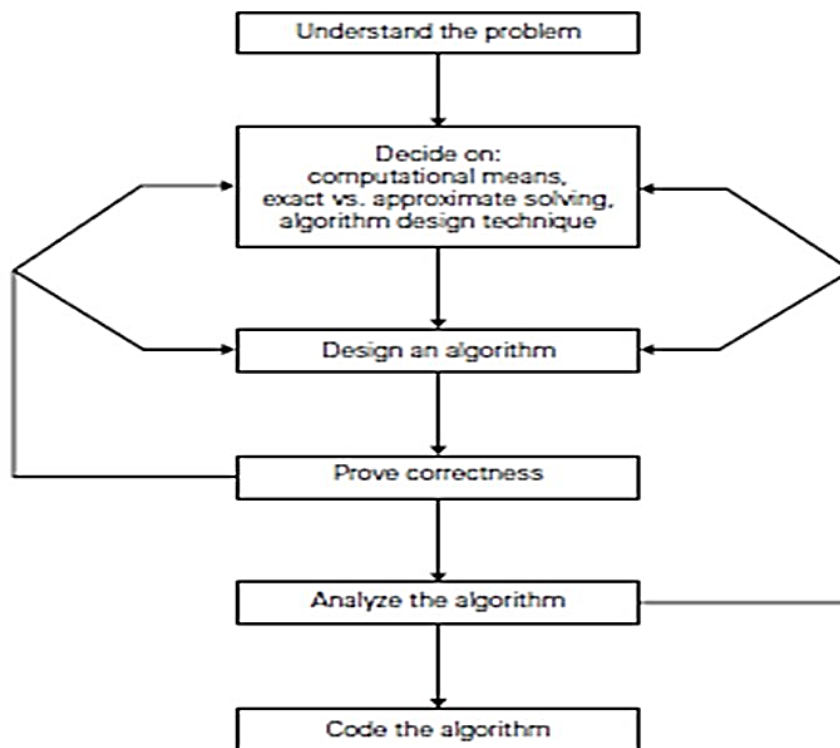 Understand the problem
Decide on:
computational means,
exact vs. approximate solving,
algorithm design technique
Design an algorithm
Prove correctness
Analyze the algorithm
Code the algorithm